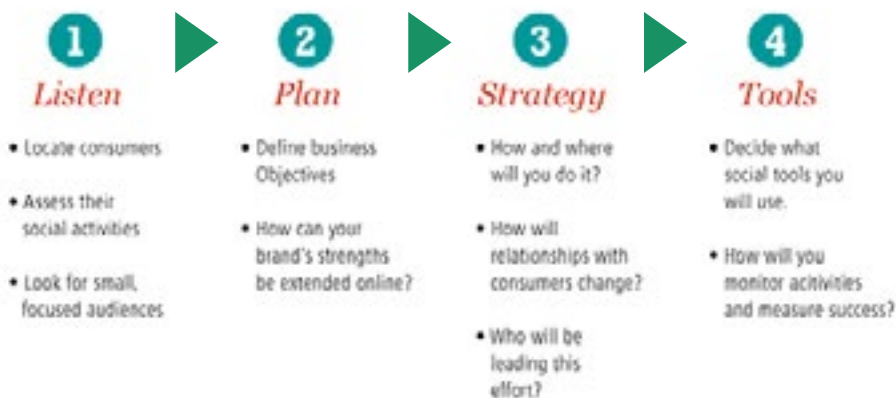 1
Listen
• Locate consumers
• Assess their
social activities
• Look for small,
focused audiences
2
Plan
• Define business
Objectives
• How can your
brand's strengths
be extended online?
3
Strategy
• How and where
will you do it?
• How will
relationships with
consumers change?
• Who will be
leading this
effort?
4
Tools
• Decide what
social tools you
will use.
• How will you
monitor acitivities
and measure success?